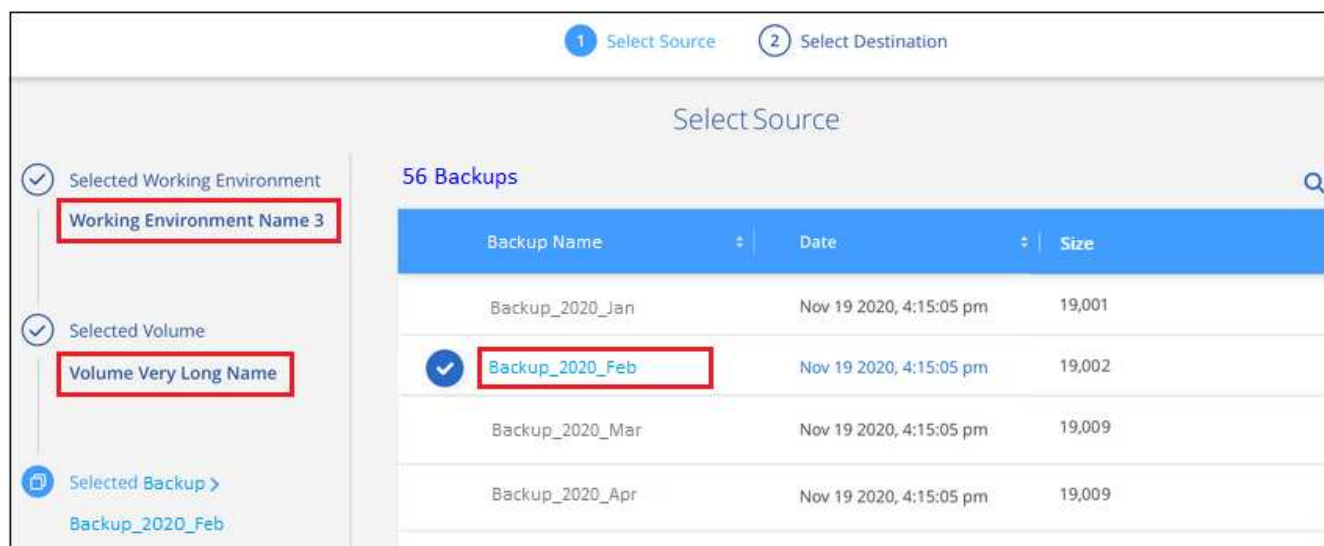 1 Select Source 2 Select Destination
Select Source
Selected Working Environment
Working Environment Name 3
Selected Volume
Volume Very Long Name
Selected Backup >
Backup_2020_Feb
56 Backups
Backup Name Date Size
Backup_2020_Jan Nov 19 2020, 4:15:05 pm 19,001
Backup_2020_Feb Nov 19 2020, 4:15:05 pm 19,002
Backup_2020_Mar Nov 19 2020, 4:15:05 pm 19,009
Backup_2020_Apr Nov 19 2020, 4:15:05 pm 19,009